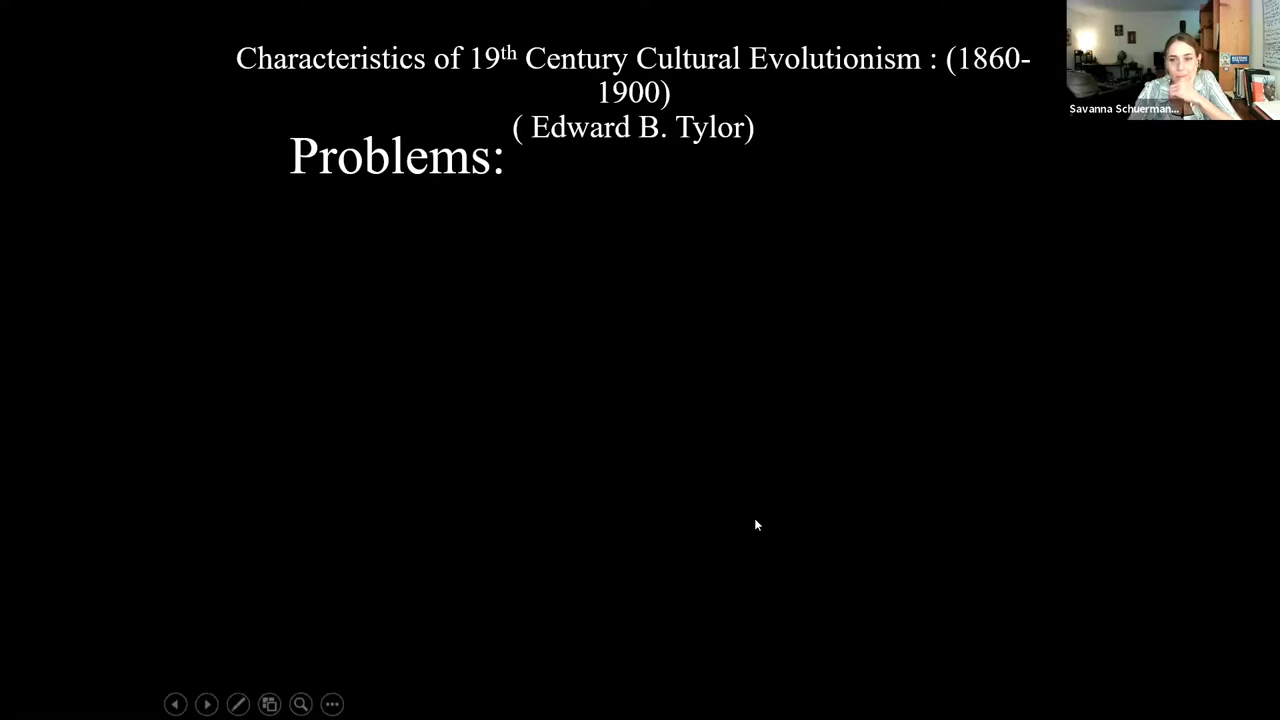 Characteristics of 19th Century Cultural Evolutionism : (1860-
1900)
( Edward B. Tylor)
Problems:
Savanna Schuerman...